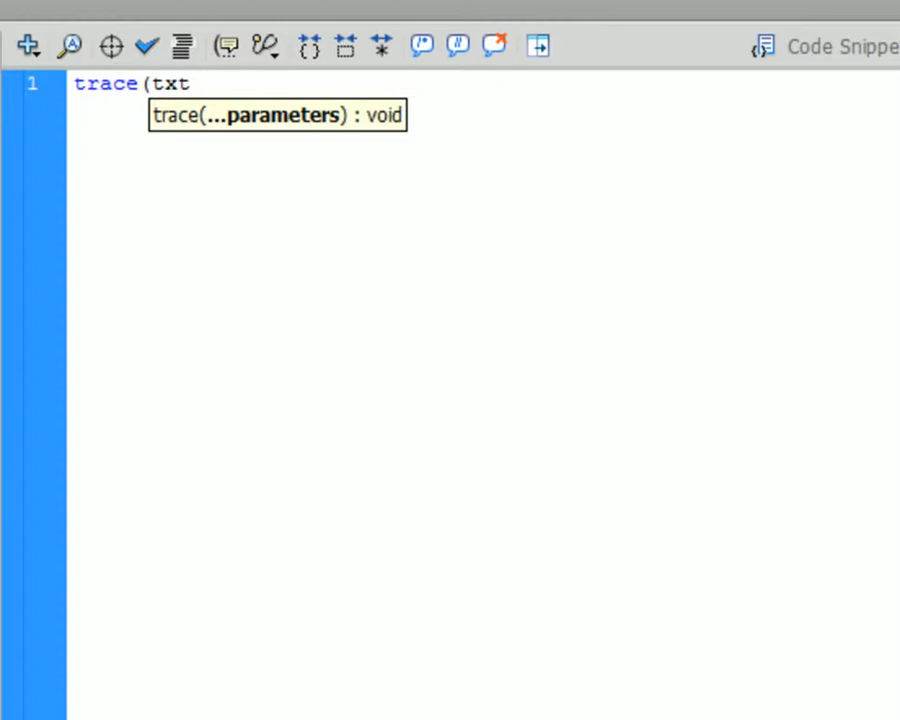 Code Snippe
1 trace(txt
trace(...parameters) : void